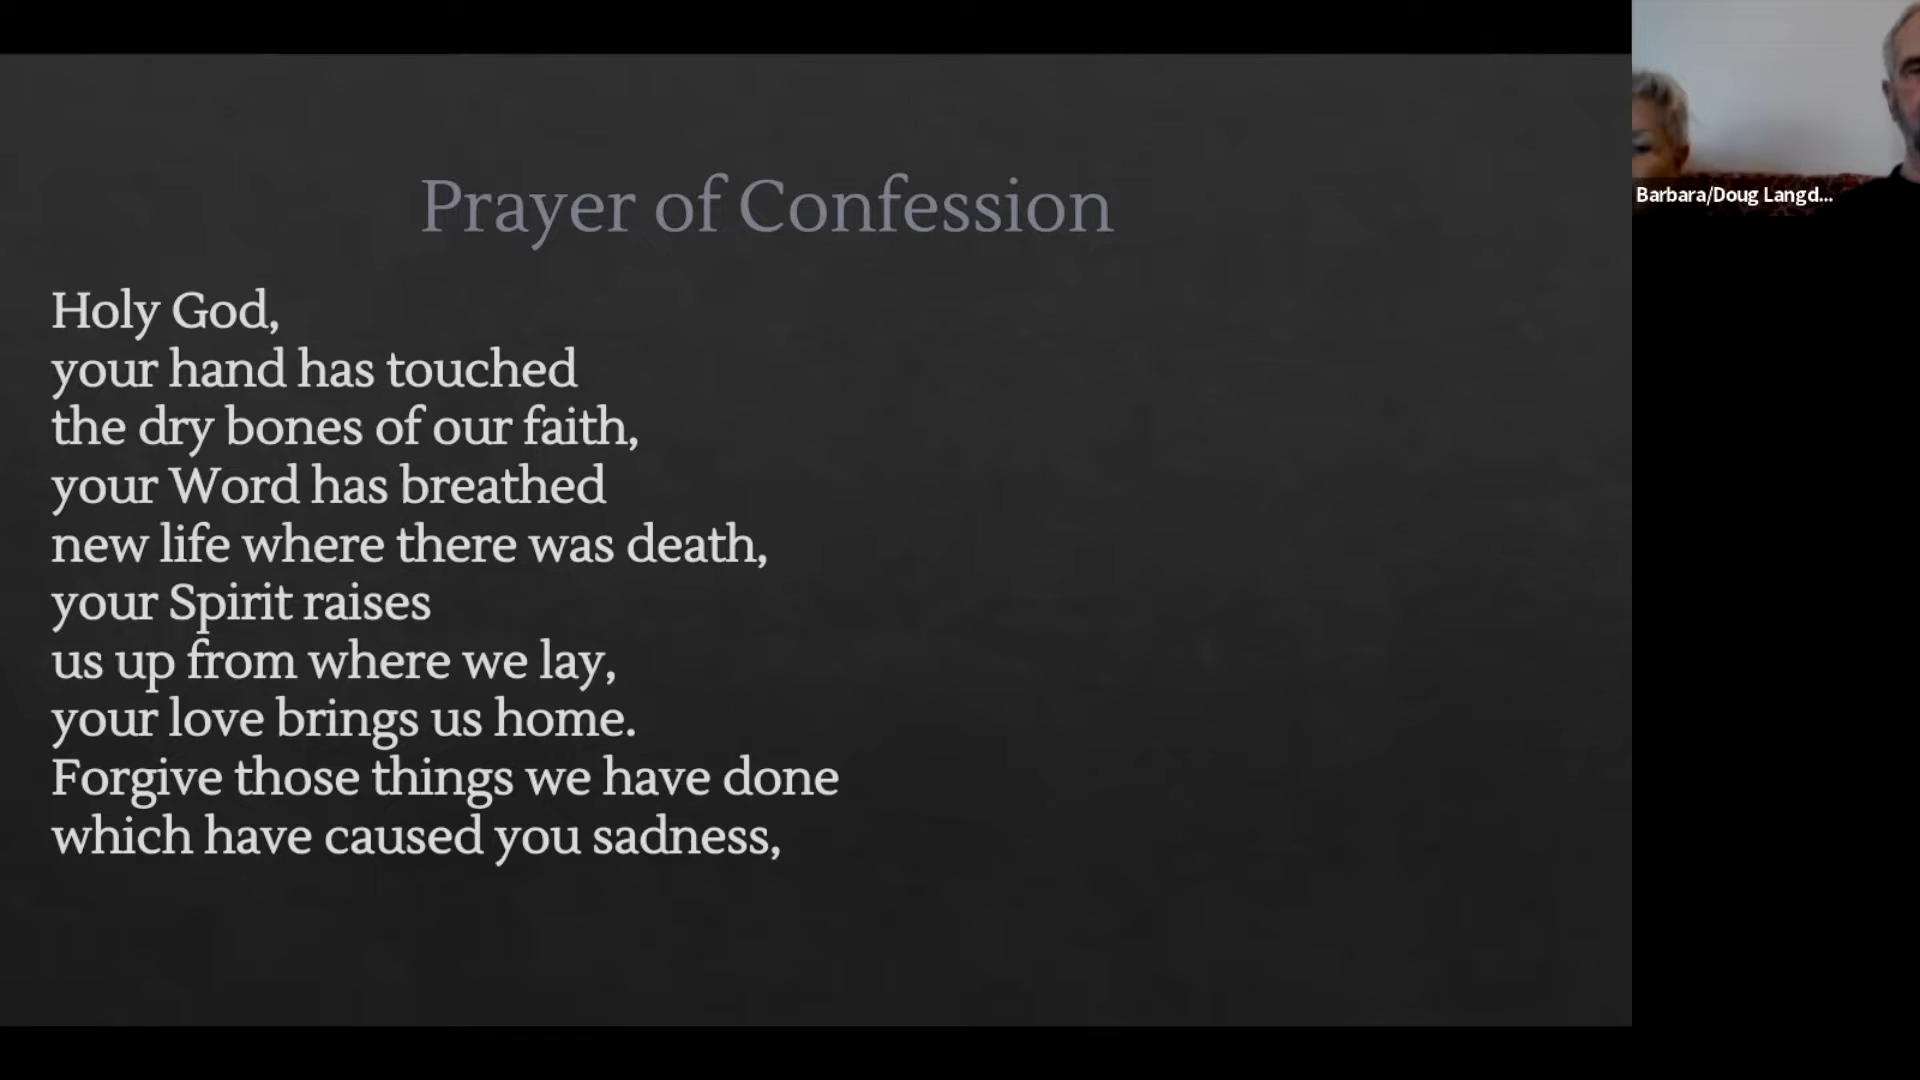 Prayer of Confession
Holy God,
your hand has touched
the dry bones of our faith,
your Word has breathed
new life where there was death,
your Spirit raises
us up from where we lay,
your love brings us home.
Forgive those things we have done
which have caused you sadness,
Barbara/Doug Langd...